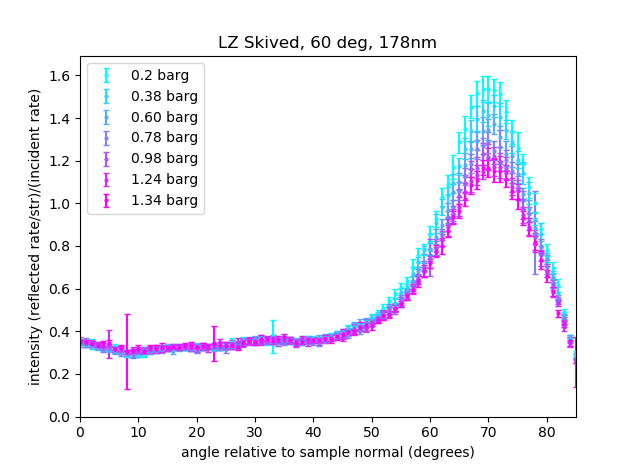 LZ Skived, 60 deg, 178nm
intensity (reflected rate/str)/(incident rate)
1.6
1.4
1.2
1.0
0.8
0.6
0.4
0.2
0.0
0.2 barg
0.38 barg
0.60 barg
0.78 barg
0.98 barg
1.24 barg
1.34 barg
0 10 20 30 40 50 60 70 80
angle relative to sample normal (degrees)